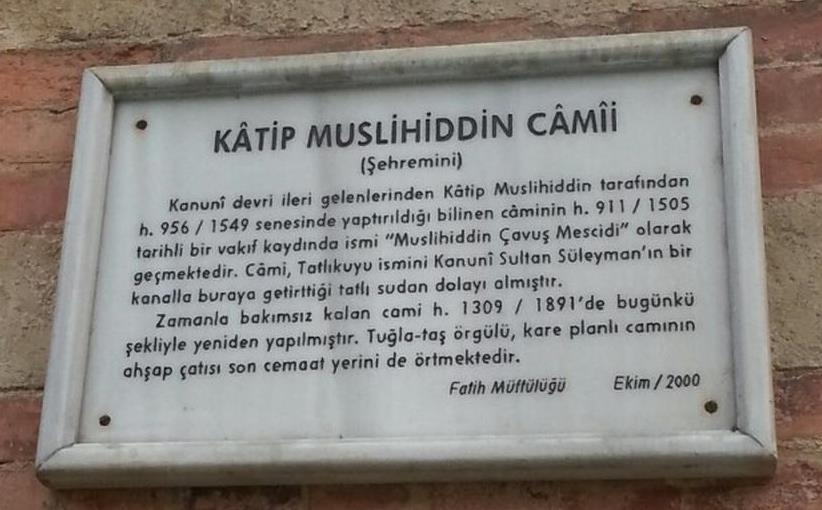 KÂTİP MUSLİHİDDİN CÂMİİ
(Şehremini)
Kanunî devri ileri gelenlerinden Kâtip Muslihiddin tarafından
h. 956 / 1549 senesinde yaptırıldığı bilinen câminin h. 911 / 1505
tarihli bir vakıf kaydında ismi "Muslihiddin Çavuş Mescidi" olarak
geçmektedir. Câmi, Tatlıkuyu ismini Kanunî Sultan Süleyman'ın bir
kanalla buraya getirttiği tatlı sudan dolayı almıştır.
Zamanla bakımsız kalan cami h. 1309 / 1891'de bugünkü
şekliyle yeniden yapılmıştır. Tuğla-taş örgülü, kare planlı camının
ahşap çatısı son cemaat yerini de örtmektedir.
Fatih Müftülüğü Ekim / 2000